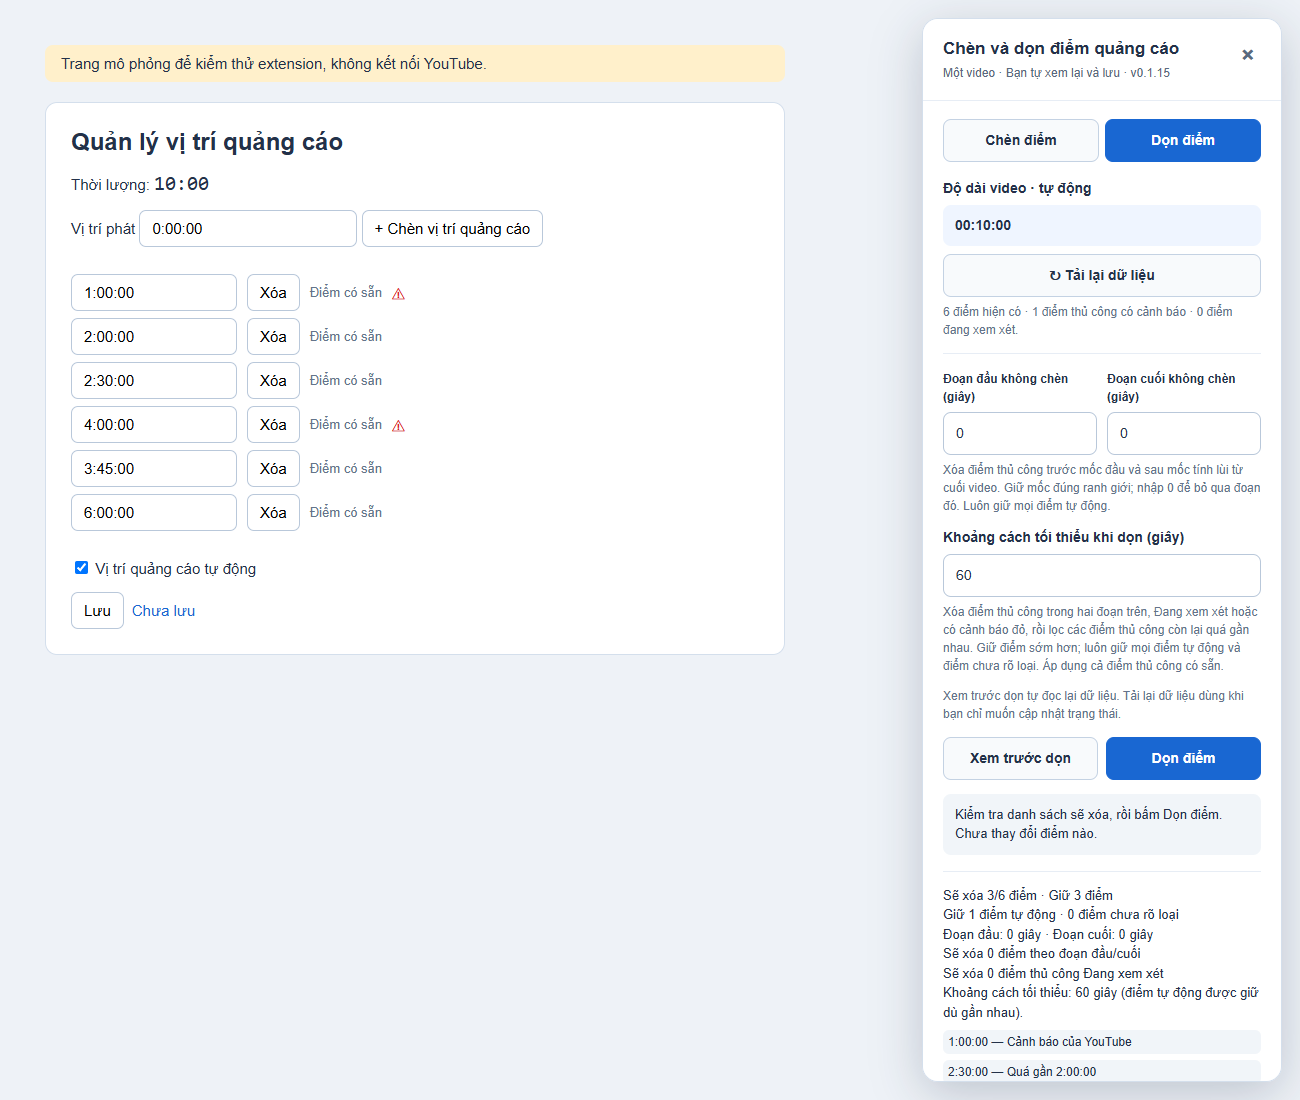 Trang mô phỏng để kiểm thử extension, không kết nối YouTube.
Quản lý vị trí quảng cáo
Thời lượng: 10:00
Vị trí phát 0:00:00 + Chèn vị trí quảng cáo
1:00:00 Xóa Điểm có sẵn
2:00:00 Xóa Điểm có sẵn
2:30:00 Xóa Điểm có sẵn
4:00:00 Xóa Điểm có sẵn
3:45:00 Xóa Điểm có sẵn
6:00:00 Xóa Điểm có sẵn
Vị trí quảng cáo tự động
Lưu Chưa lưu
Chèn và dọn điểm quảng cáo
Một video · Bạn tự xem lại và lưu · v0.1.15
Chèn điểm Dọn điểm
Độ dài video · tự động
00:10:00
↻ Tải lại dữ liệu
6 điểm hiện có · 1 điểm thủ công có cảnh báo · 0 điểm
đang xem xét.
Đoạn đầu không chèn Đoạn cuối không chèn
(giây) (giây)
0 0
Xóa điểm thủ công trước mốc đầu và sau mốc tính lùi từ
cuối video. Giữ mốc đúng ranh giới; nhập 0 để bỏ qua đoạn
đó. Luôn giữ mọi điểm tự động.
Khoảng cách tối thiểu khi dọn (giây)
60
Xóa điểm thủ công trong hai đoạn trên, Đang xem xét hoặc
có cảnh báo đỏ, rồi lọc các điểm thủ công còn lại quá gần
nhau. Giữ điểm sớm hơn; luôn giữ mọi điểm tự động và
điểm chưa rõ loại. Áp dụng cả điểm thủ công có sẵn.
Xem trước dọn tự đọc lại dữ liệu. Tải lại dữ liệu dùng khi
bạn chỉ muốn cập nhật trạng thái.
Xem trước dọn Dọn điểm
Kiểm tra danh sách sẽ xóa, rồi bấm Dọn điểm.
Chưa thay đổi điểm nào.
Sẽ xóa 3/6 điểm · Giữ 3 điểm
Giữ 1 điểm tự động · 0 điểm chưa rõ loại
Đoạn đầu: 0 giây · Đoạn cuối: 0 giây
Sẽ xóa 0 điểm theo đoạn đầu/cuối
Sẽ xóa 0 điểm thủ công Đang xem xét
Khoảng cách tối thiểu: 60 giây (điểm tự động được giữ
dù gần nhau).
1:00:00 — Cảnh báo của YouTube
2:30:00 — Quá gần 2:00:00